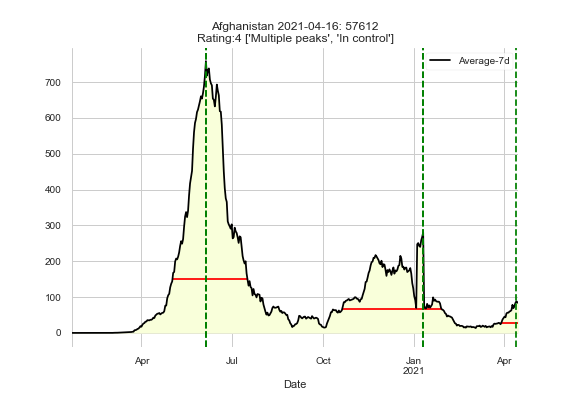 Afghanistan 2021-04-16: 57612
Rating:4 ['Multiple peaks', 'In control']
Average-7d
700
600
500
400
300
200
100
0
Apr
Jul
Oct
Jan
2021
Apr
Date